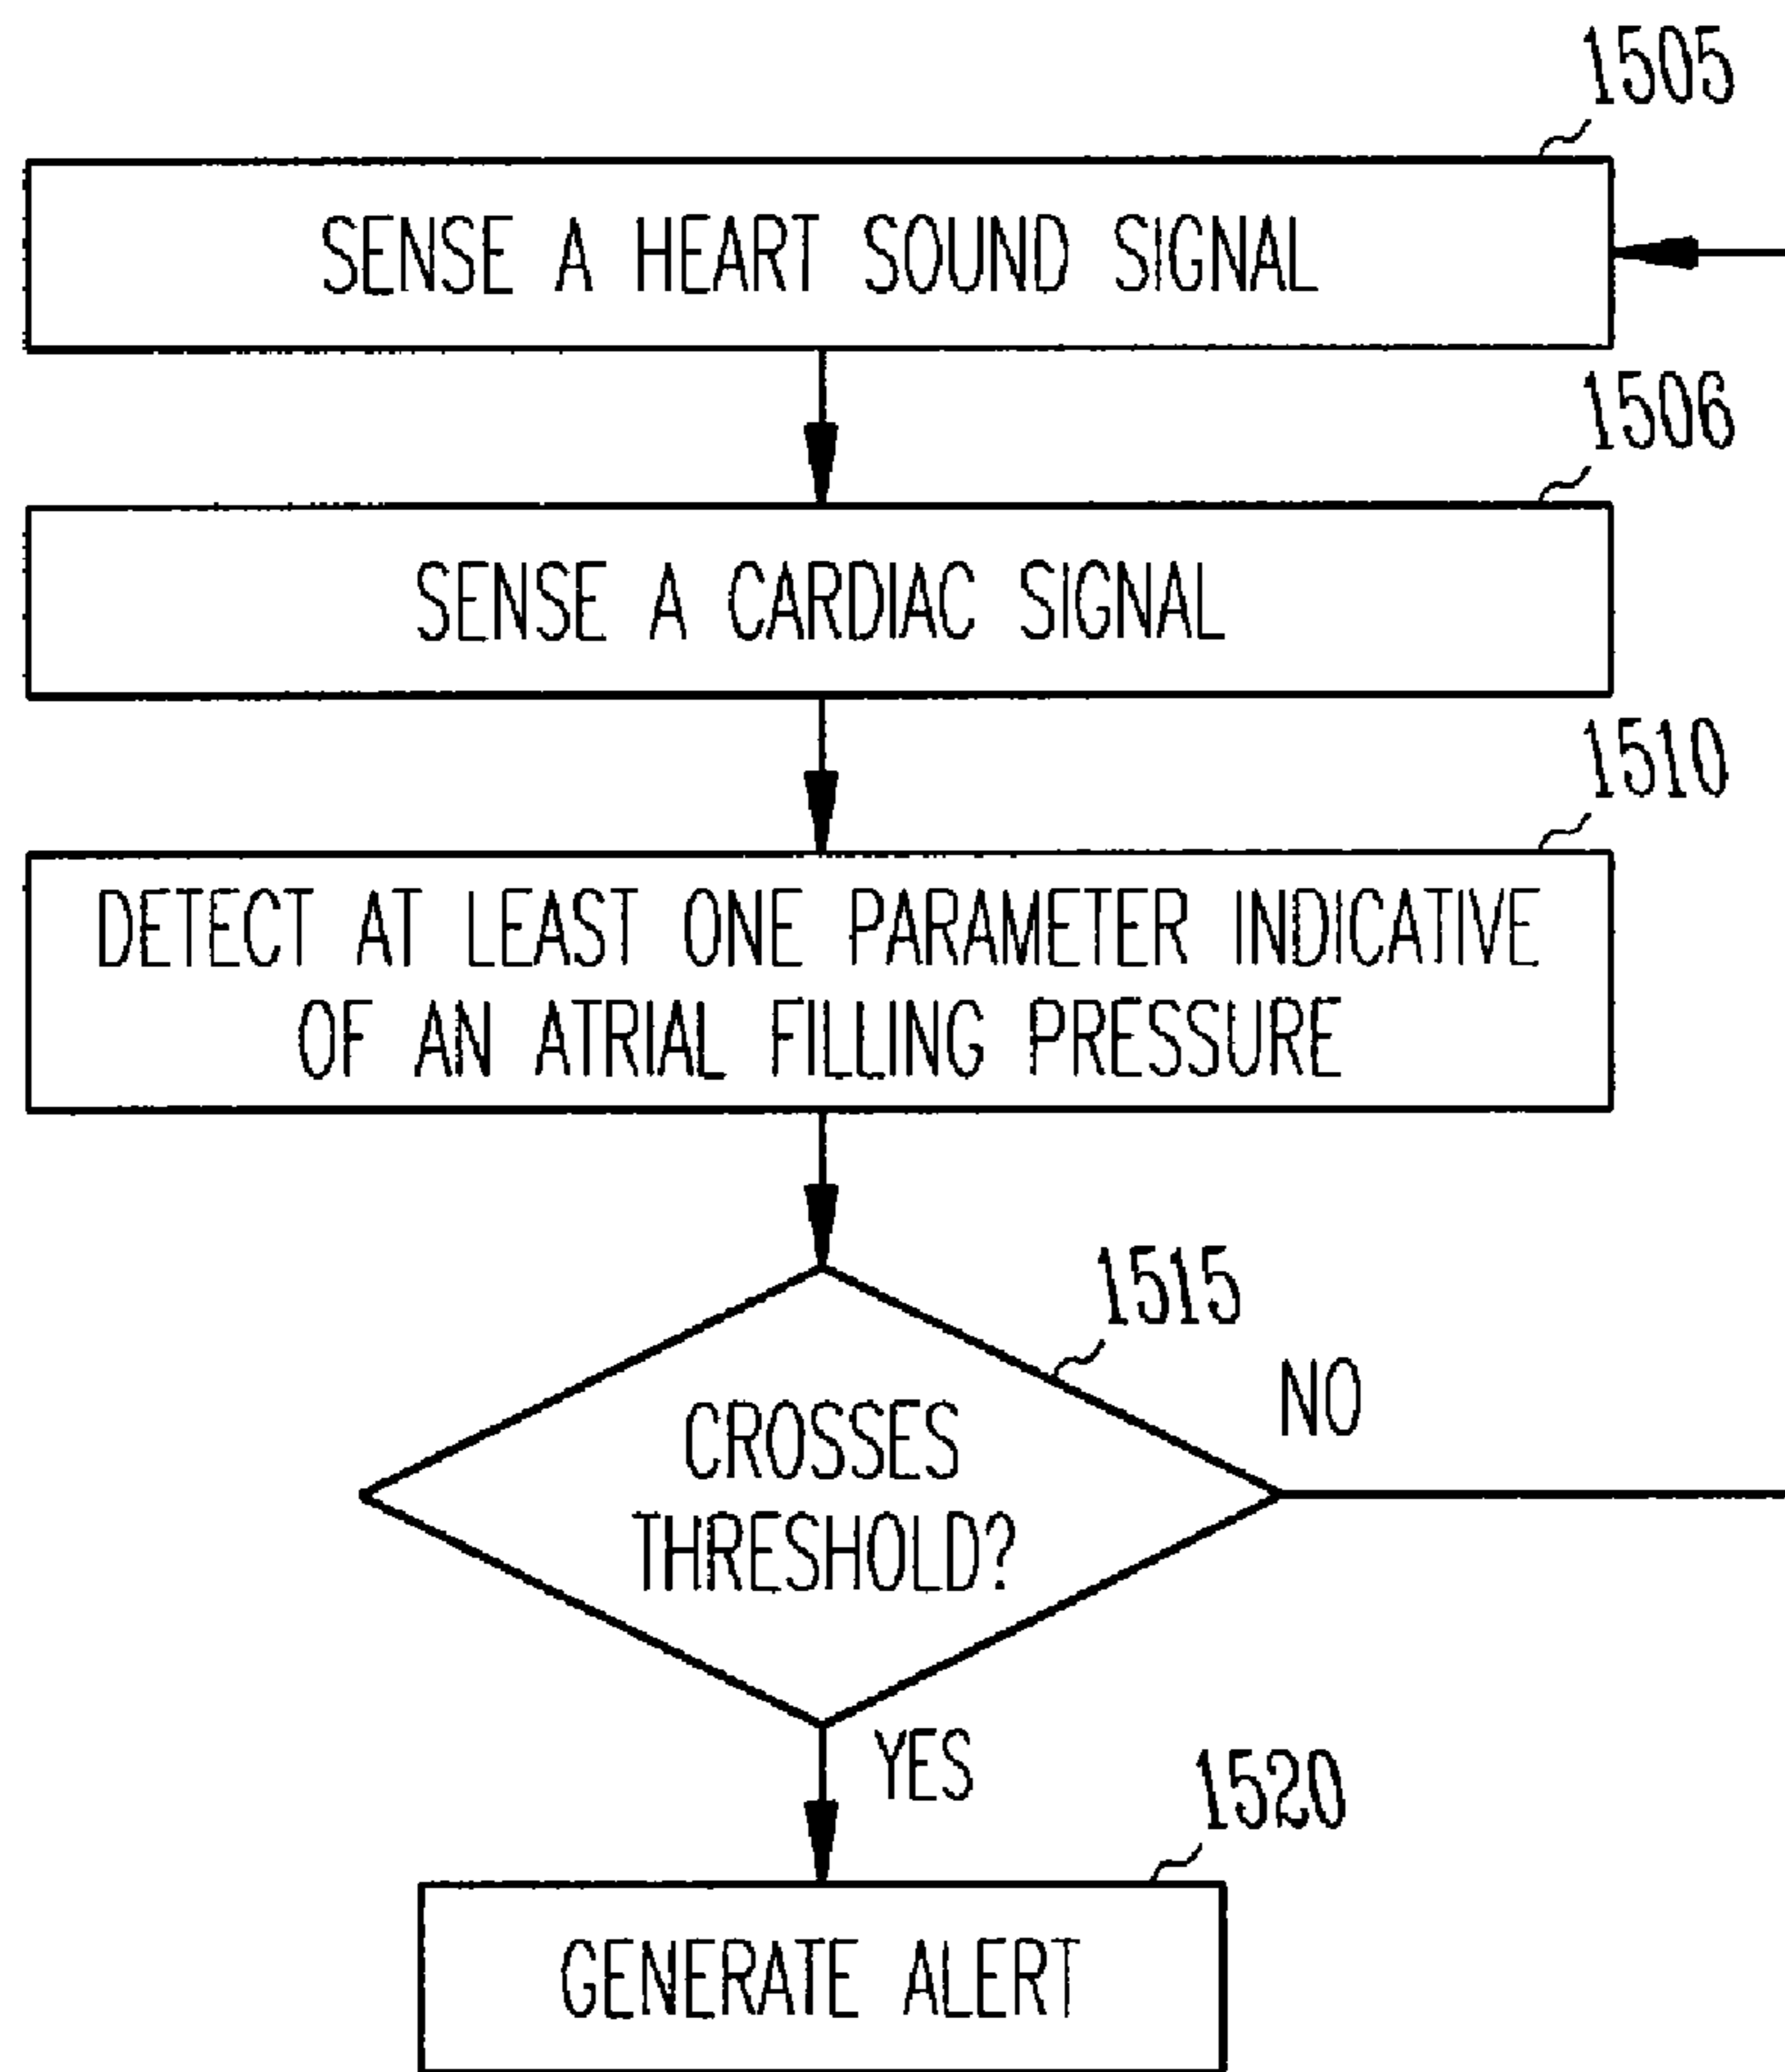 1505
SENSE A HEART SOUND SIGNAL
1506
SENSE A CARDIAC SIGNAL
1510
DETECT AT LEAST ONE PARAMETER INDICATIVE
OF AN ATRIAL FILLING PRESSURE
1515
NO
CROSSES
THRESHOLD?
YES
1520
GENERATE ALERT